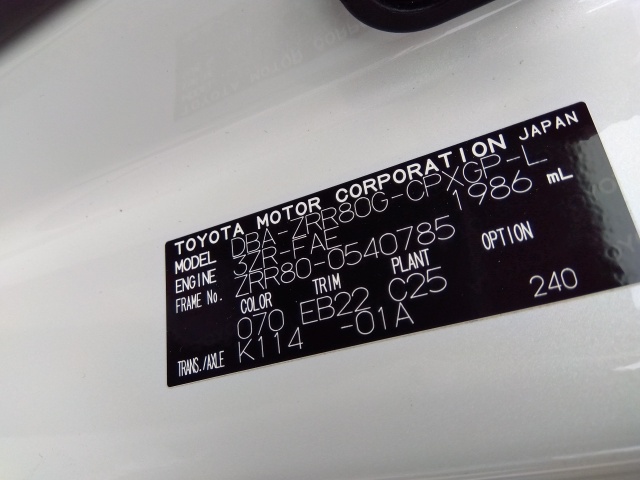 TOYOTA MOTOR CORPORATION JAPAN
MODEL DBA-ZRR80G-CPXGP-L
ENGINE 3ZR-FAE 1986 mL
FRAME No. ZRR80-0540785
COLOR TRIM PLANT OPTION
070 EB22 C25 240
TRANS./AXLE K114 -01A